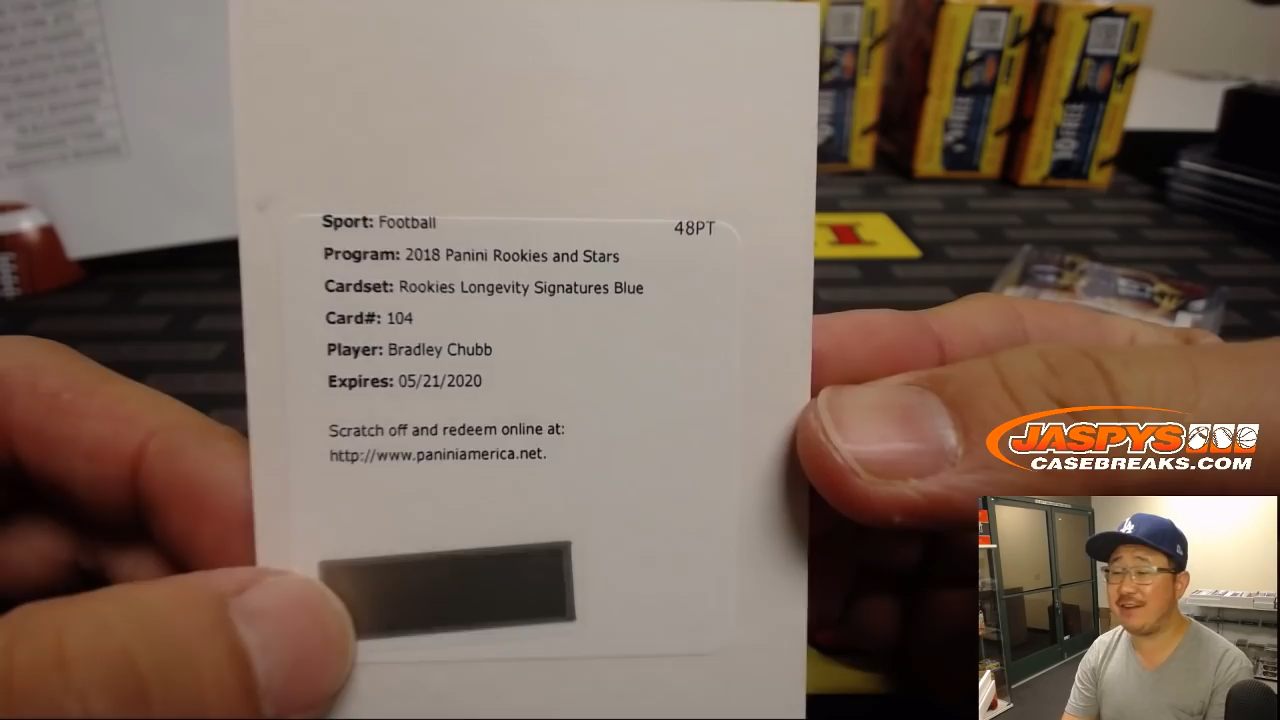 Sport: Football
48PT
Program: 2018 Panini Rookies and Stars
Cardset: Rookies Longevity Signatures Blue
Card#: 104
Player: Bradley Chubb
Expires: 05/21/2020
Scratch off and redeem online at:
http://www.paniniamerica.net.
JASPYS
CASEBREAKS.COM
LA